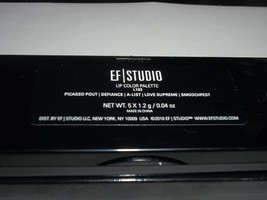 EF|STUDIO
LIP COLOR PALETTE
L103
PICASSO POUT | DEFIANCE | A-LIST | LOVE SUPREME | SMOOCHFEST
NET WT. 5 X 1.2 g / 0.04 oz
MADE IN CHINA
DIST. BY EF | STUDIO LLC, NEW YORK, NY 10009 USA ©2010 EF | STUDIO™ WWW.EFSTUDIO.COM